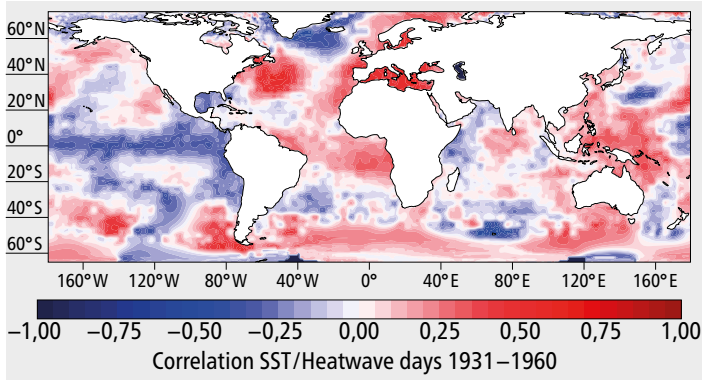 60°N
40°N
20°N
0°
20°S
40°S
60°S
160°W 120°W 80°W 40°W 0° 40°E 80°E 120°E 160°E
−1,00 −0,75 −0,50 −0,25 0,00 0,25 0,50 0,75 1,00
Correlation SST/Heatwave days 1931–1960